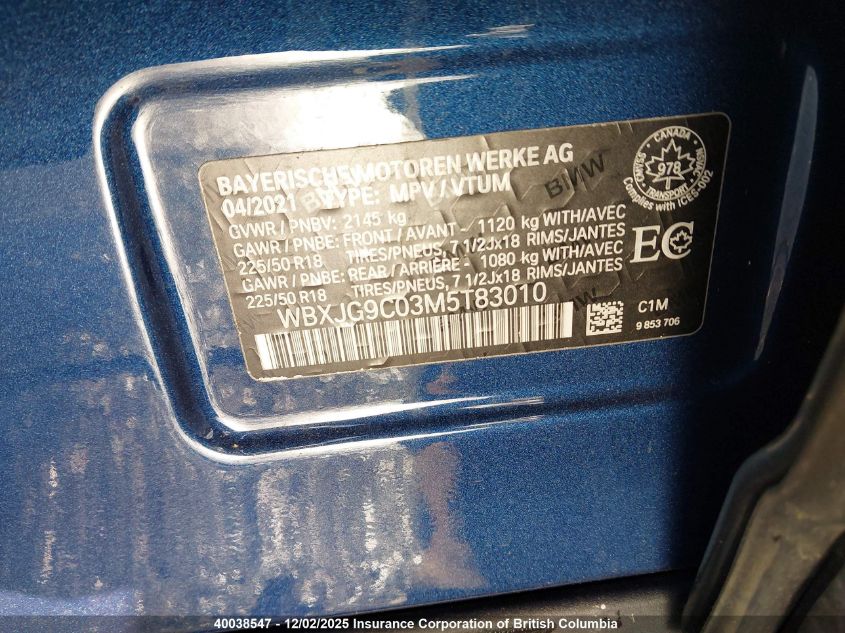 BAYERISCHE MOTOREN WERKE AG
04/2021 TYPE: MPV / VTUM
GVWR / PNBV: 2145 kg
GAWR / PNBE: FRONT / AVANT - 1120 kg WITH/AVEC
225/50 R18 TIRES/PNEUS, 7 1/2Jx18 RIMS/JANTES
GAWR / PNBE: REAR / ARRIÈRE - 1080 kg WITH/AVEC
225/50 R18 TIRES/PNEUS, 7 1/2Jx18 RIMS/JANTES
WBXJG9C03M5T83010
BMW
CANADA
978
TRANSPORT
Complies with ICES-002
EC
C1M
9 853 706
40038547 - 12/02/2025 Insurance Corporation of British Columbia